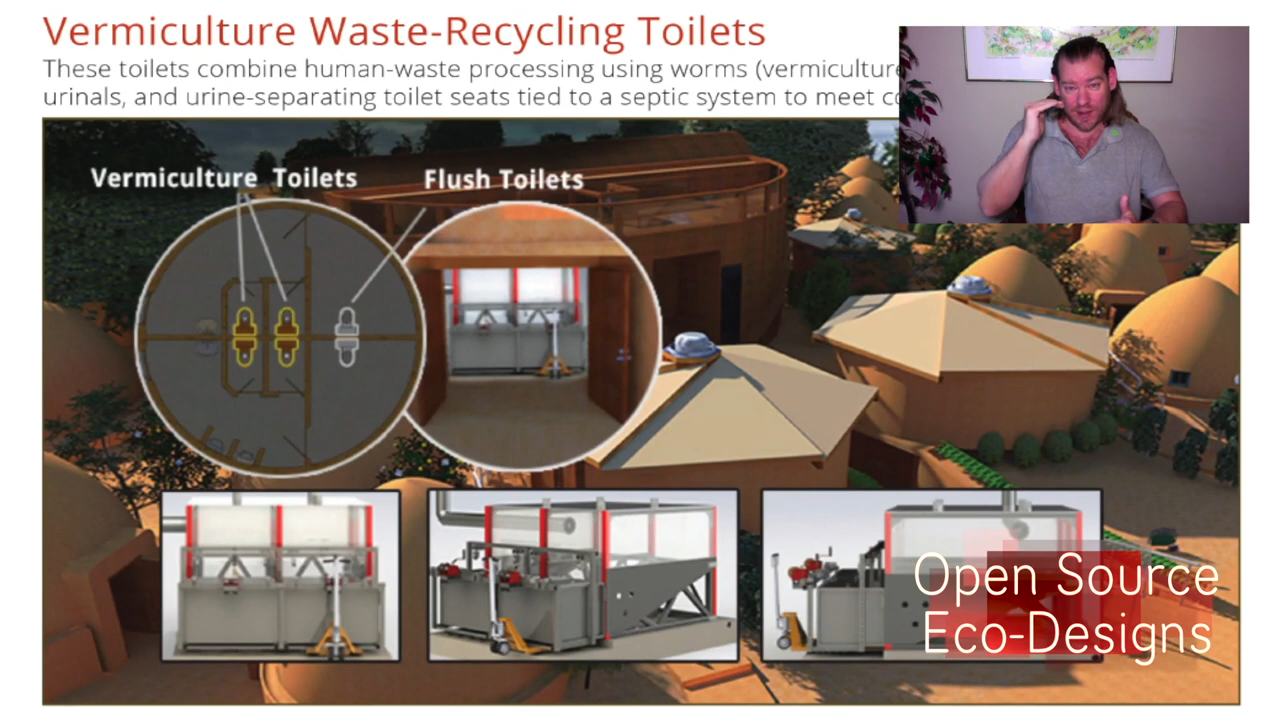 Vermiculture Waste-Recycling Toilets
These toilets combine human-waste processing using worms (vermiculture
urinals, and urine-separating toilet seats tied to a septic system to meet
Vermiculture Toilets
Flush Toilets
Open Source
Eco-Designs